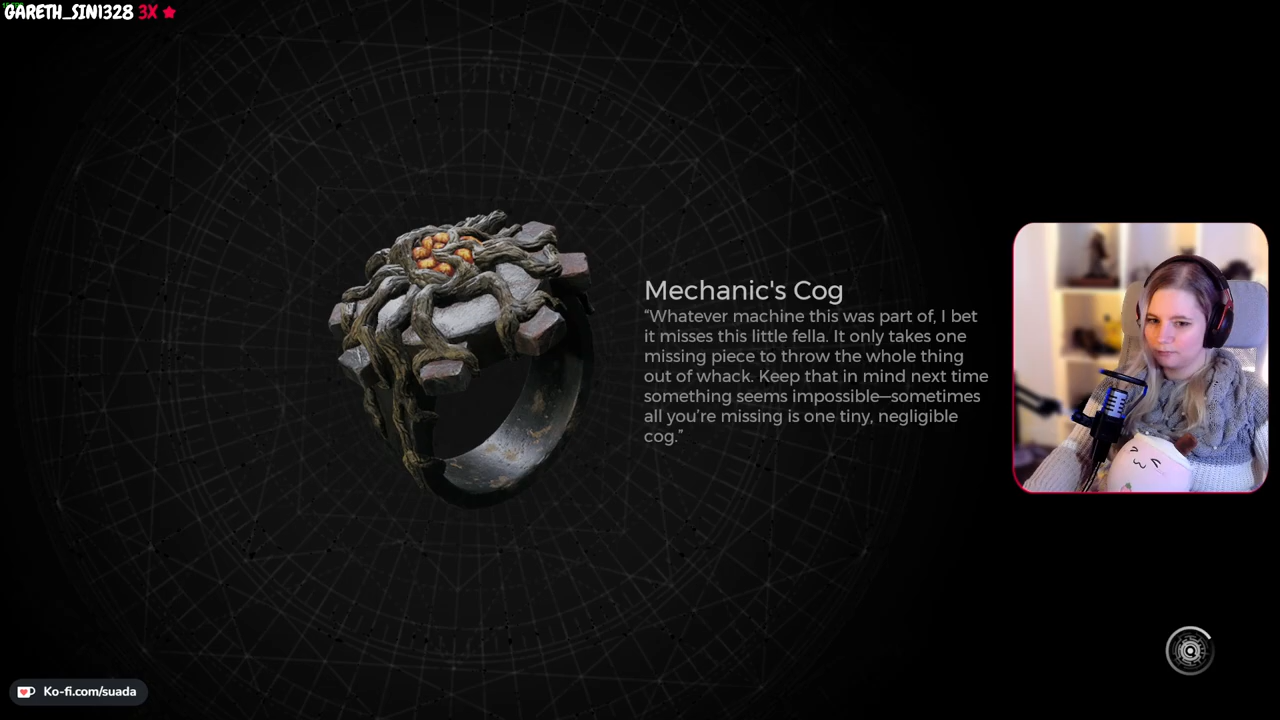 GARETH_SIN1328 3X
Mechanic's Cog
“Whatever machine this was part of, I bet
it misses this little fella. It only takes one
missing piece to throw the whole thing
out of whack. Keep that in mind next time
something seems impossible—sometimes
all you’re missing is one tiny, negligible
cog.”
Ko-fi.com/suada